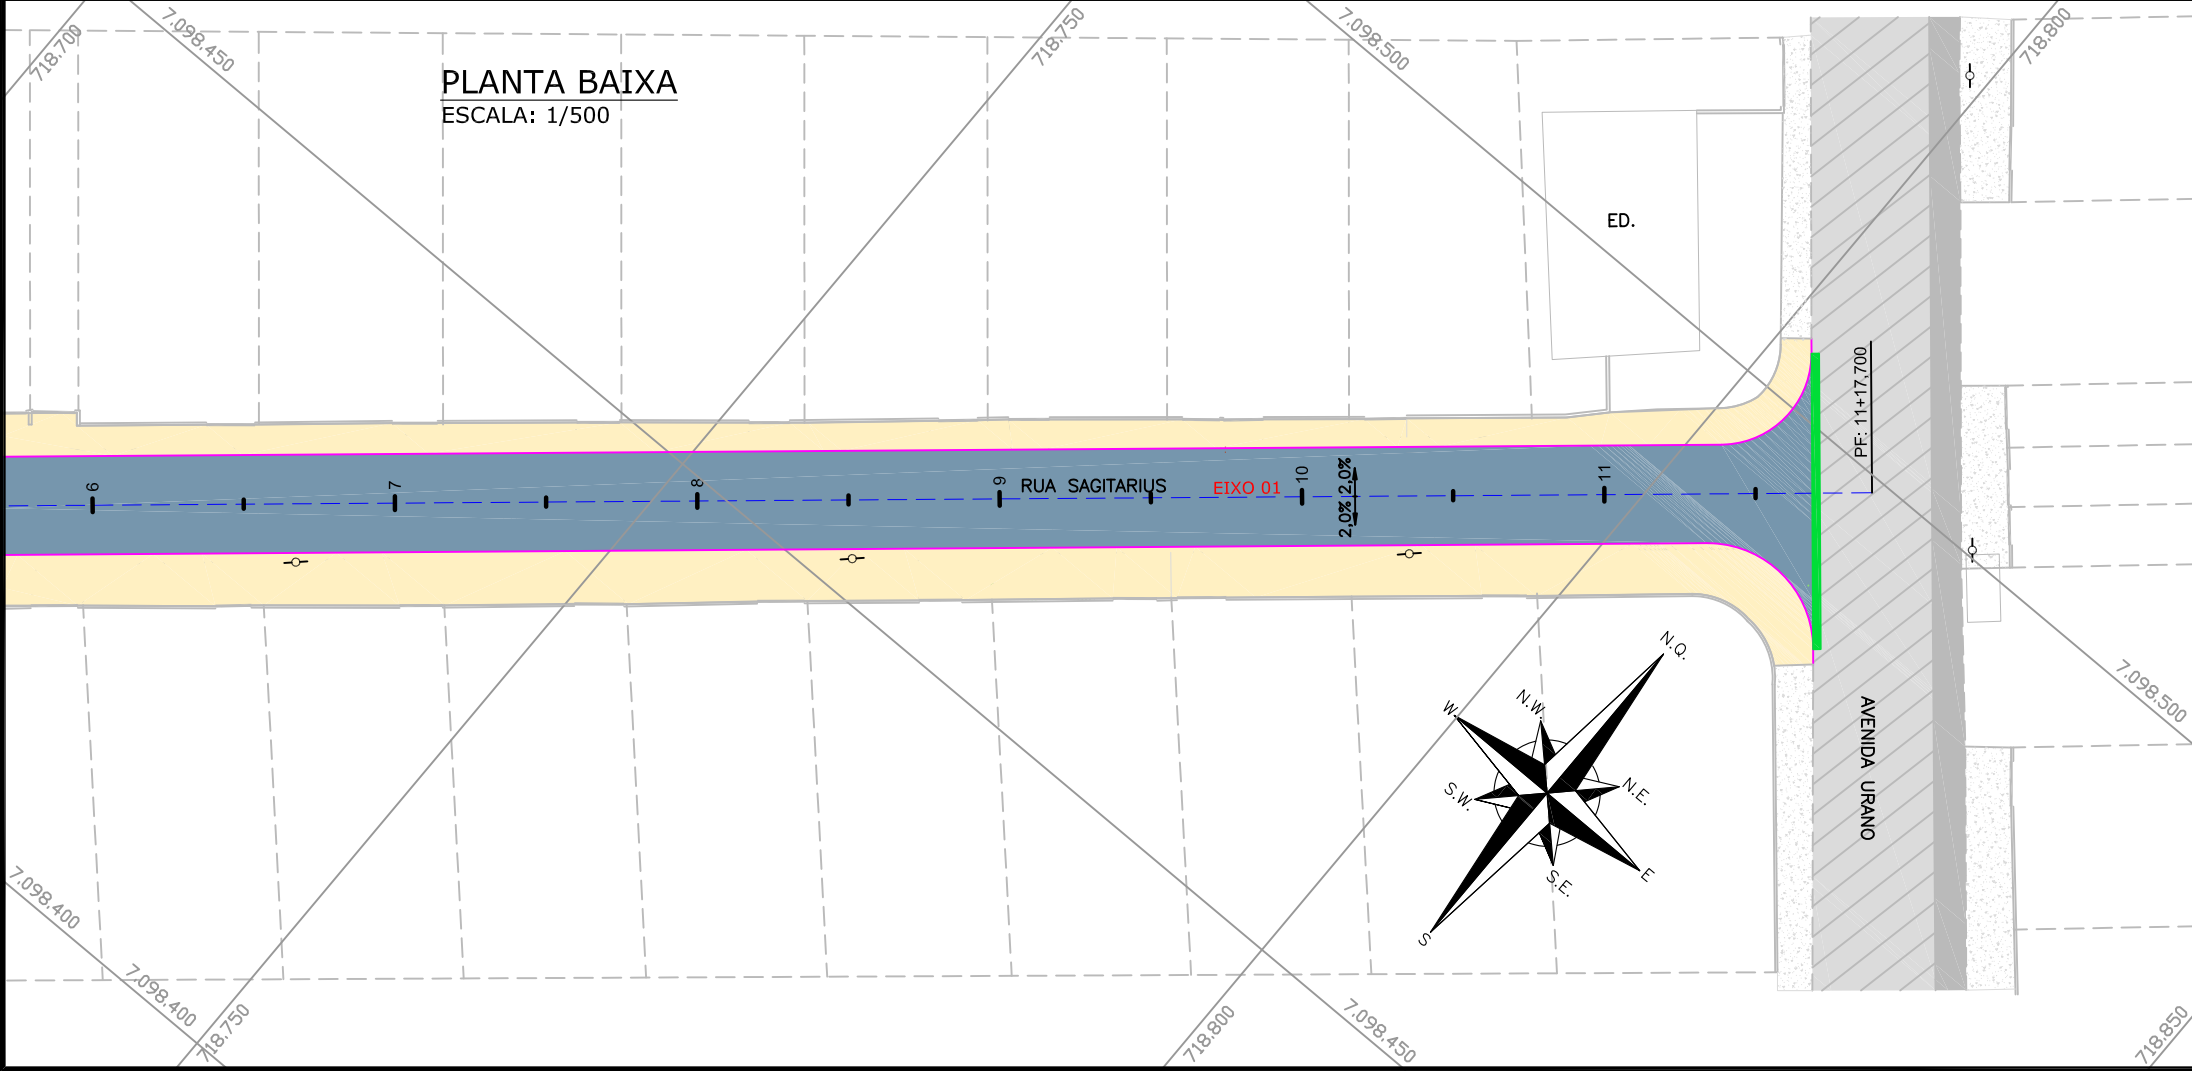 718.700
7.098.450
718.750
7.098.500
718.800
PLANTA BAIXA
ESCALA: 1/500
ED.
PF: 11+17,700
6
7
8
9
RUA SAGITARIUS
EIXO 01
10
2,0% 2,0%
11
N.Q.
W.
N.W.
N.E.
S.W.
E
S.E.
S
AVENIDA URANO
7.098.500
7.098.400
7.098.400
718.750
718.800
7.098.450
718.850